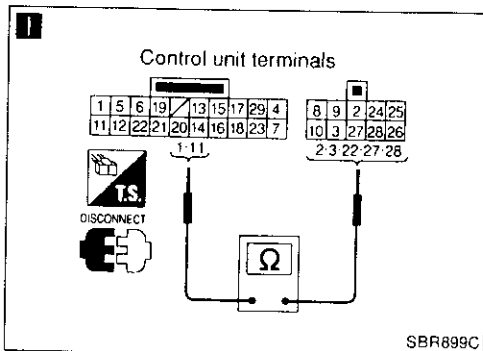 I
Control unit terminals
1 5 6 19 13 15 17 29 4
11 12 22 21 20 14 16 18 23 7
8 9 2 24 25
10 3 27 28 26
1·11
2·3·22·27·28
T.S.
DISCONNECT
Ω
SBR899C